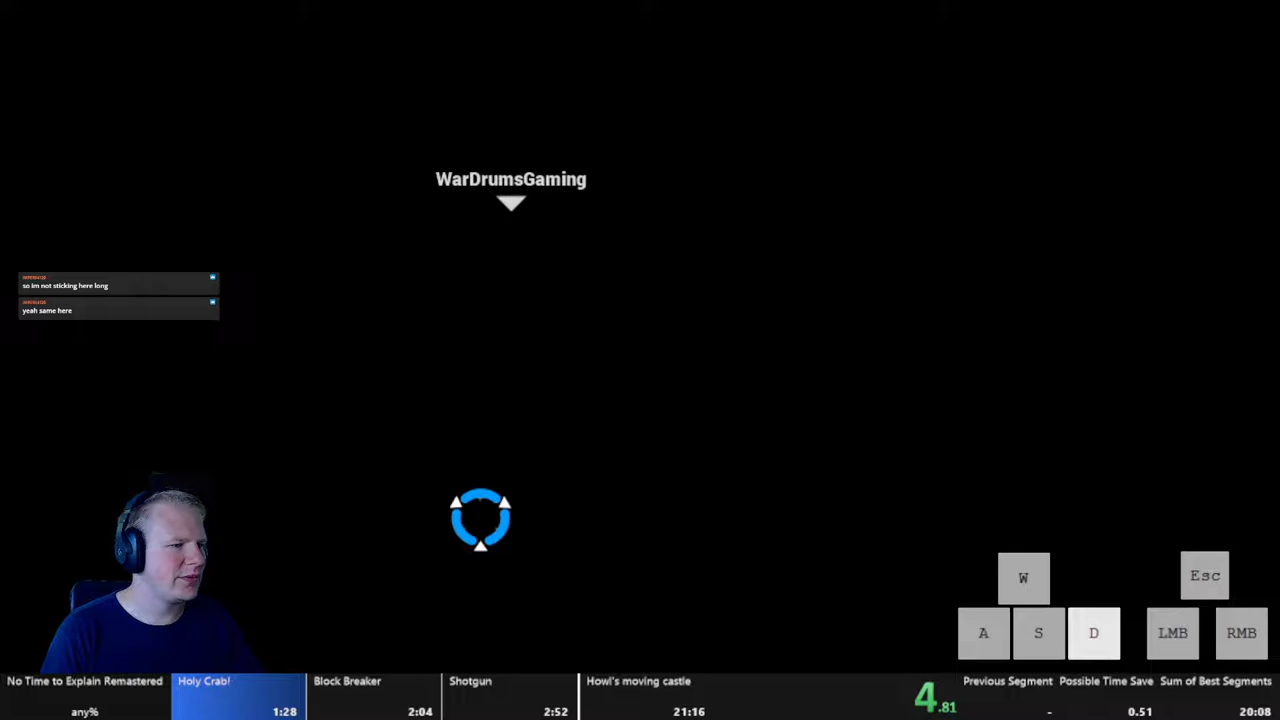 WarDrumsGaming
so im not sticking here long
yeah same here
W
Esc
A
S
D
LMB
RMB
No Time to Explain Remastered
any%
Holy Crab!
1:28
Block Breaker
2:04
Shotgun
2:52
Howl's moving castle
21:16
4.81
Previous Segment
-
Possible Time Save
0.51
Sum of Best Segments
20:08